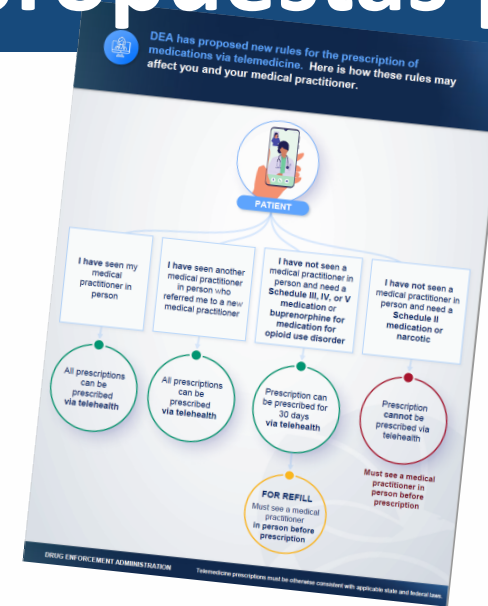 propuestas
DEA has proposed new rules for the prescription of
medications via telemedicine. Here is how these rules may
affect you and your medical practitioner.
PATIENT
I have seen my
medical
practitioner in
person
I have seen another
medical practitioner
in person who
referred me to a new
medical practitioner
I have not seen a
medical practitioner in
person and need a
Schedule III, IV, or V
medication or
buprenorphine for
medication for
opioid use disorder
I have not seen a
medical practitioner in
person and need a
Schedule II
medication or
narcotic
All prescriptions
can be
prescribed
via telehealth
All prescriptions
can be
prescribed
via telehealth
Prescription can
be prescribed for
30 days
via telehealth
Prescription
cannot be
prescribed via
telehealth
Must see a medical
practitioner in
person before
prescription
FOR REFILL
Must see a medical
practitioner
in person before
prescription
DRUG ENFORCEMENT ADMINISTRATION
Telemedicine prescriptions must be otherwise consistent with applicable state and federal laws.